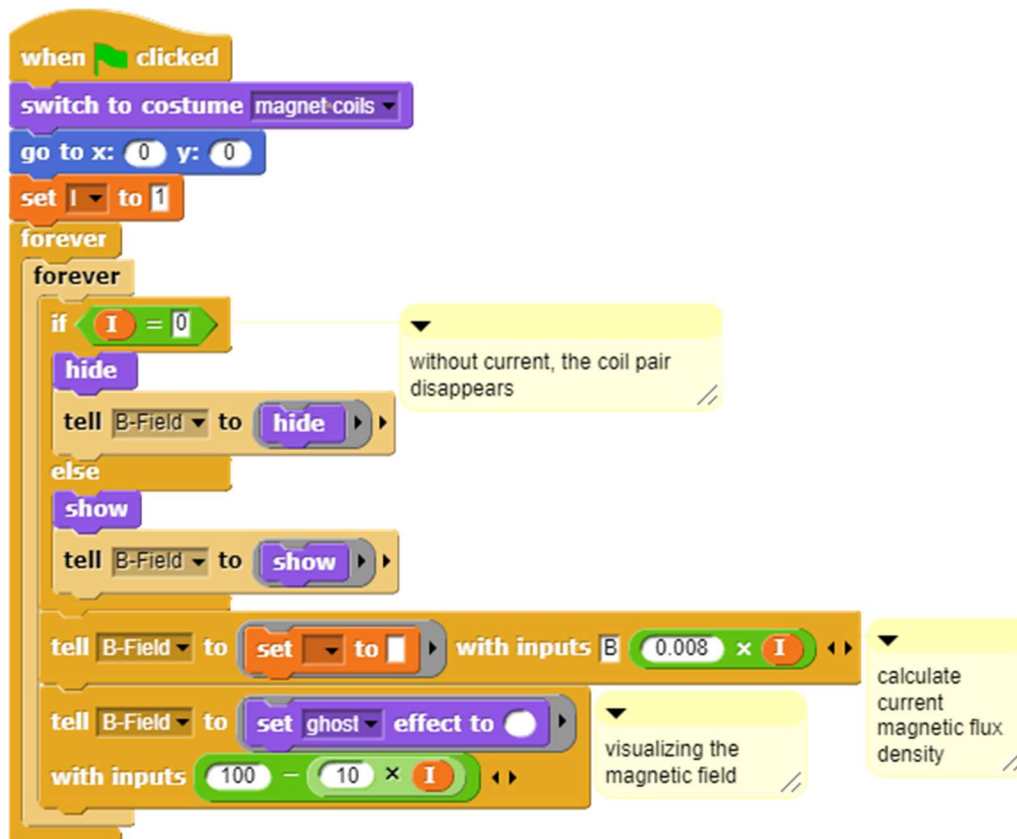 when clicked
switch to costume magnet-coils
go to x: 0 y: 0
set I to 1
forever
forever
if I = 0
without current, the coil pair
disappears
hide
tell B-Field to hide
else
show
tell B-Field to show
tell B-Field to set to with inputs B 0.008 × I
calculate
current
magnetic flux
density
tell B-Field to set ghost effect to
with inputs 100 − 10 × I
visualizing the
magnetic field